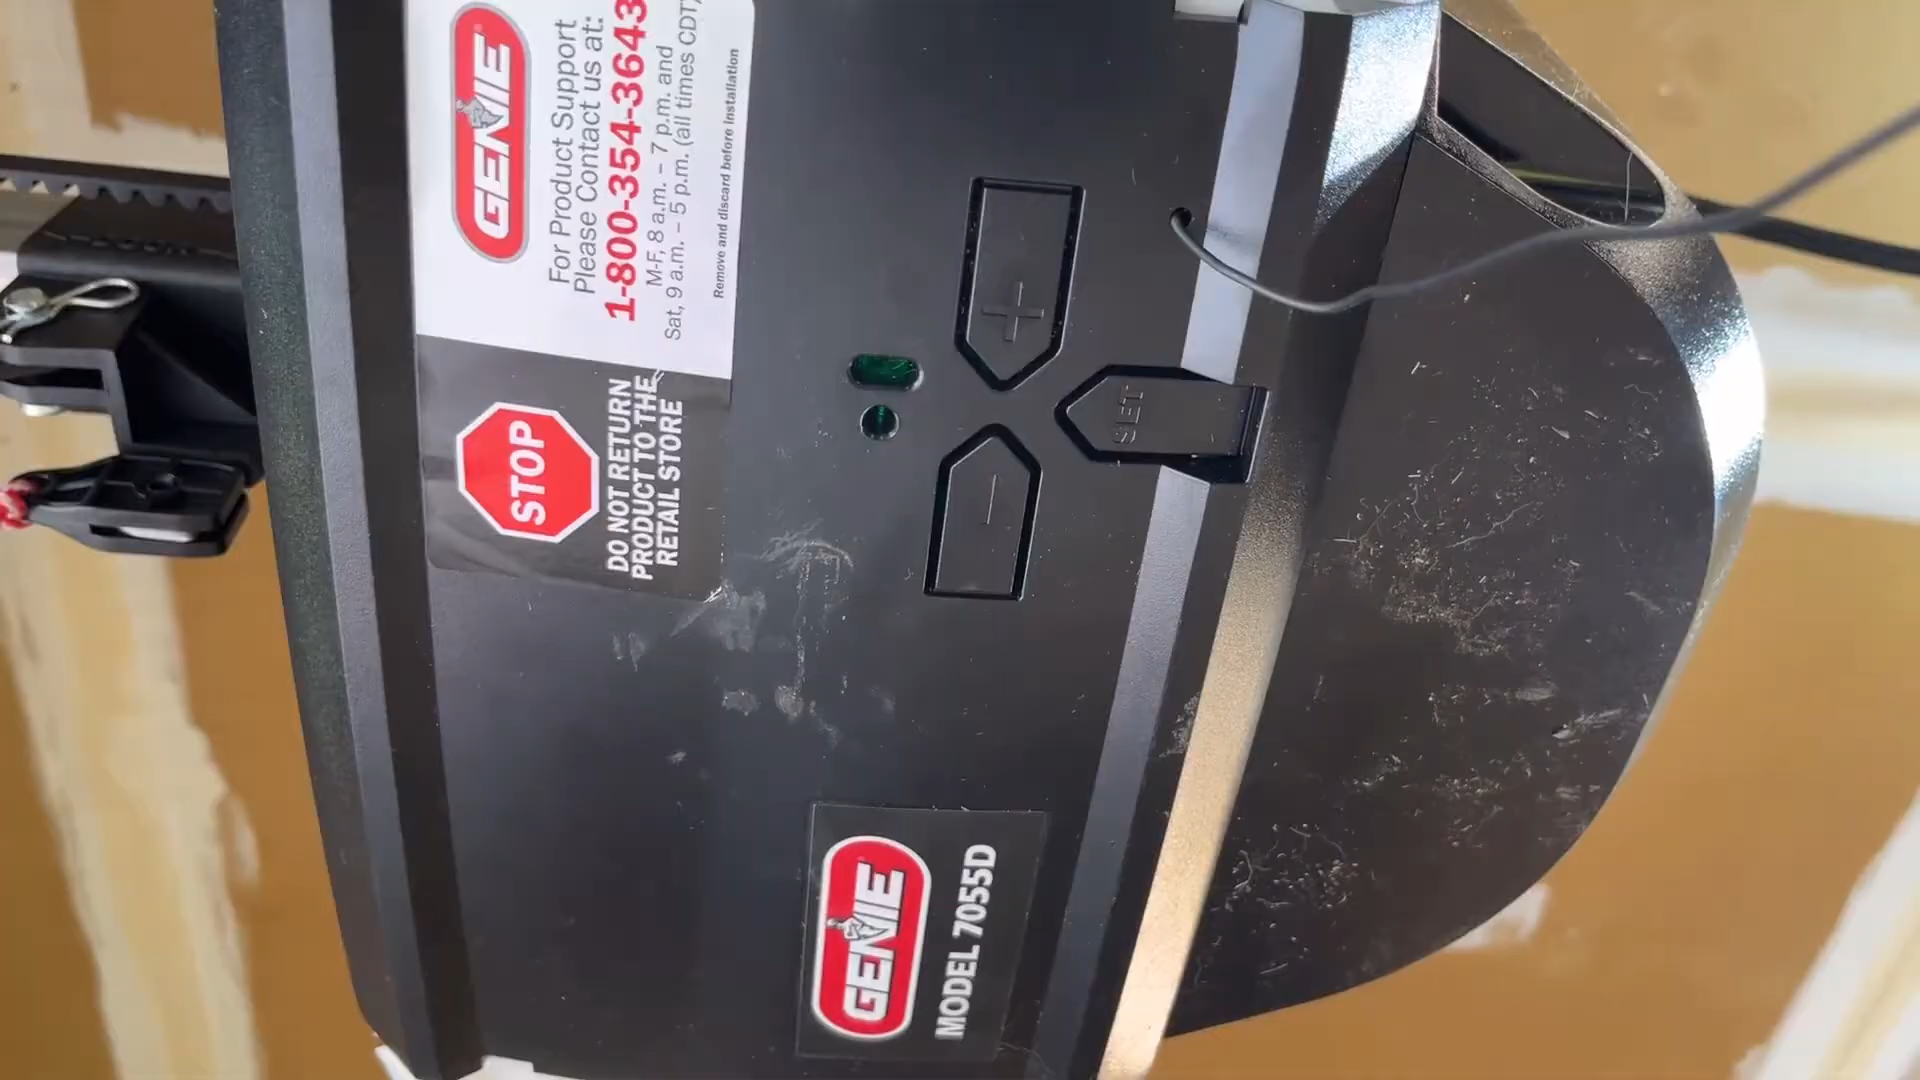 GENIE
For Product Support
Please Contact us at:
1-800-354-3643
M-F, 8 a.m. – 7 p.m. and
Sat, 9 a.m. – 5 p.m. (all times CDT)
Remove and discard before installation
STOP
DO NOT RETURN
PRODUCT TO THE
RETAIL STORE
+
SET
−
GENIE
MODEL 7055D